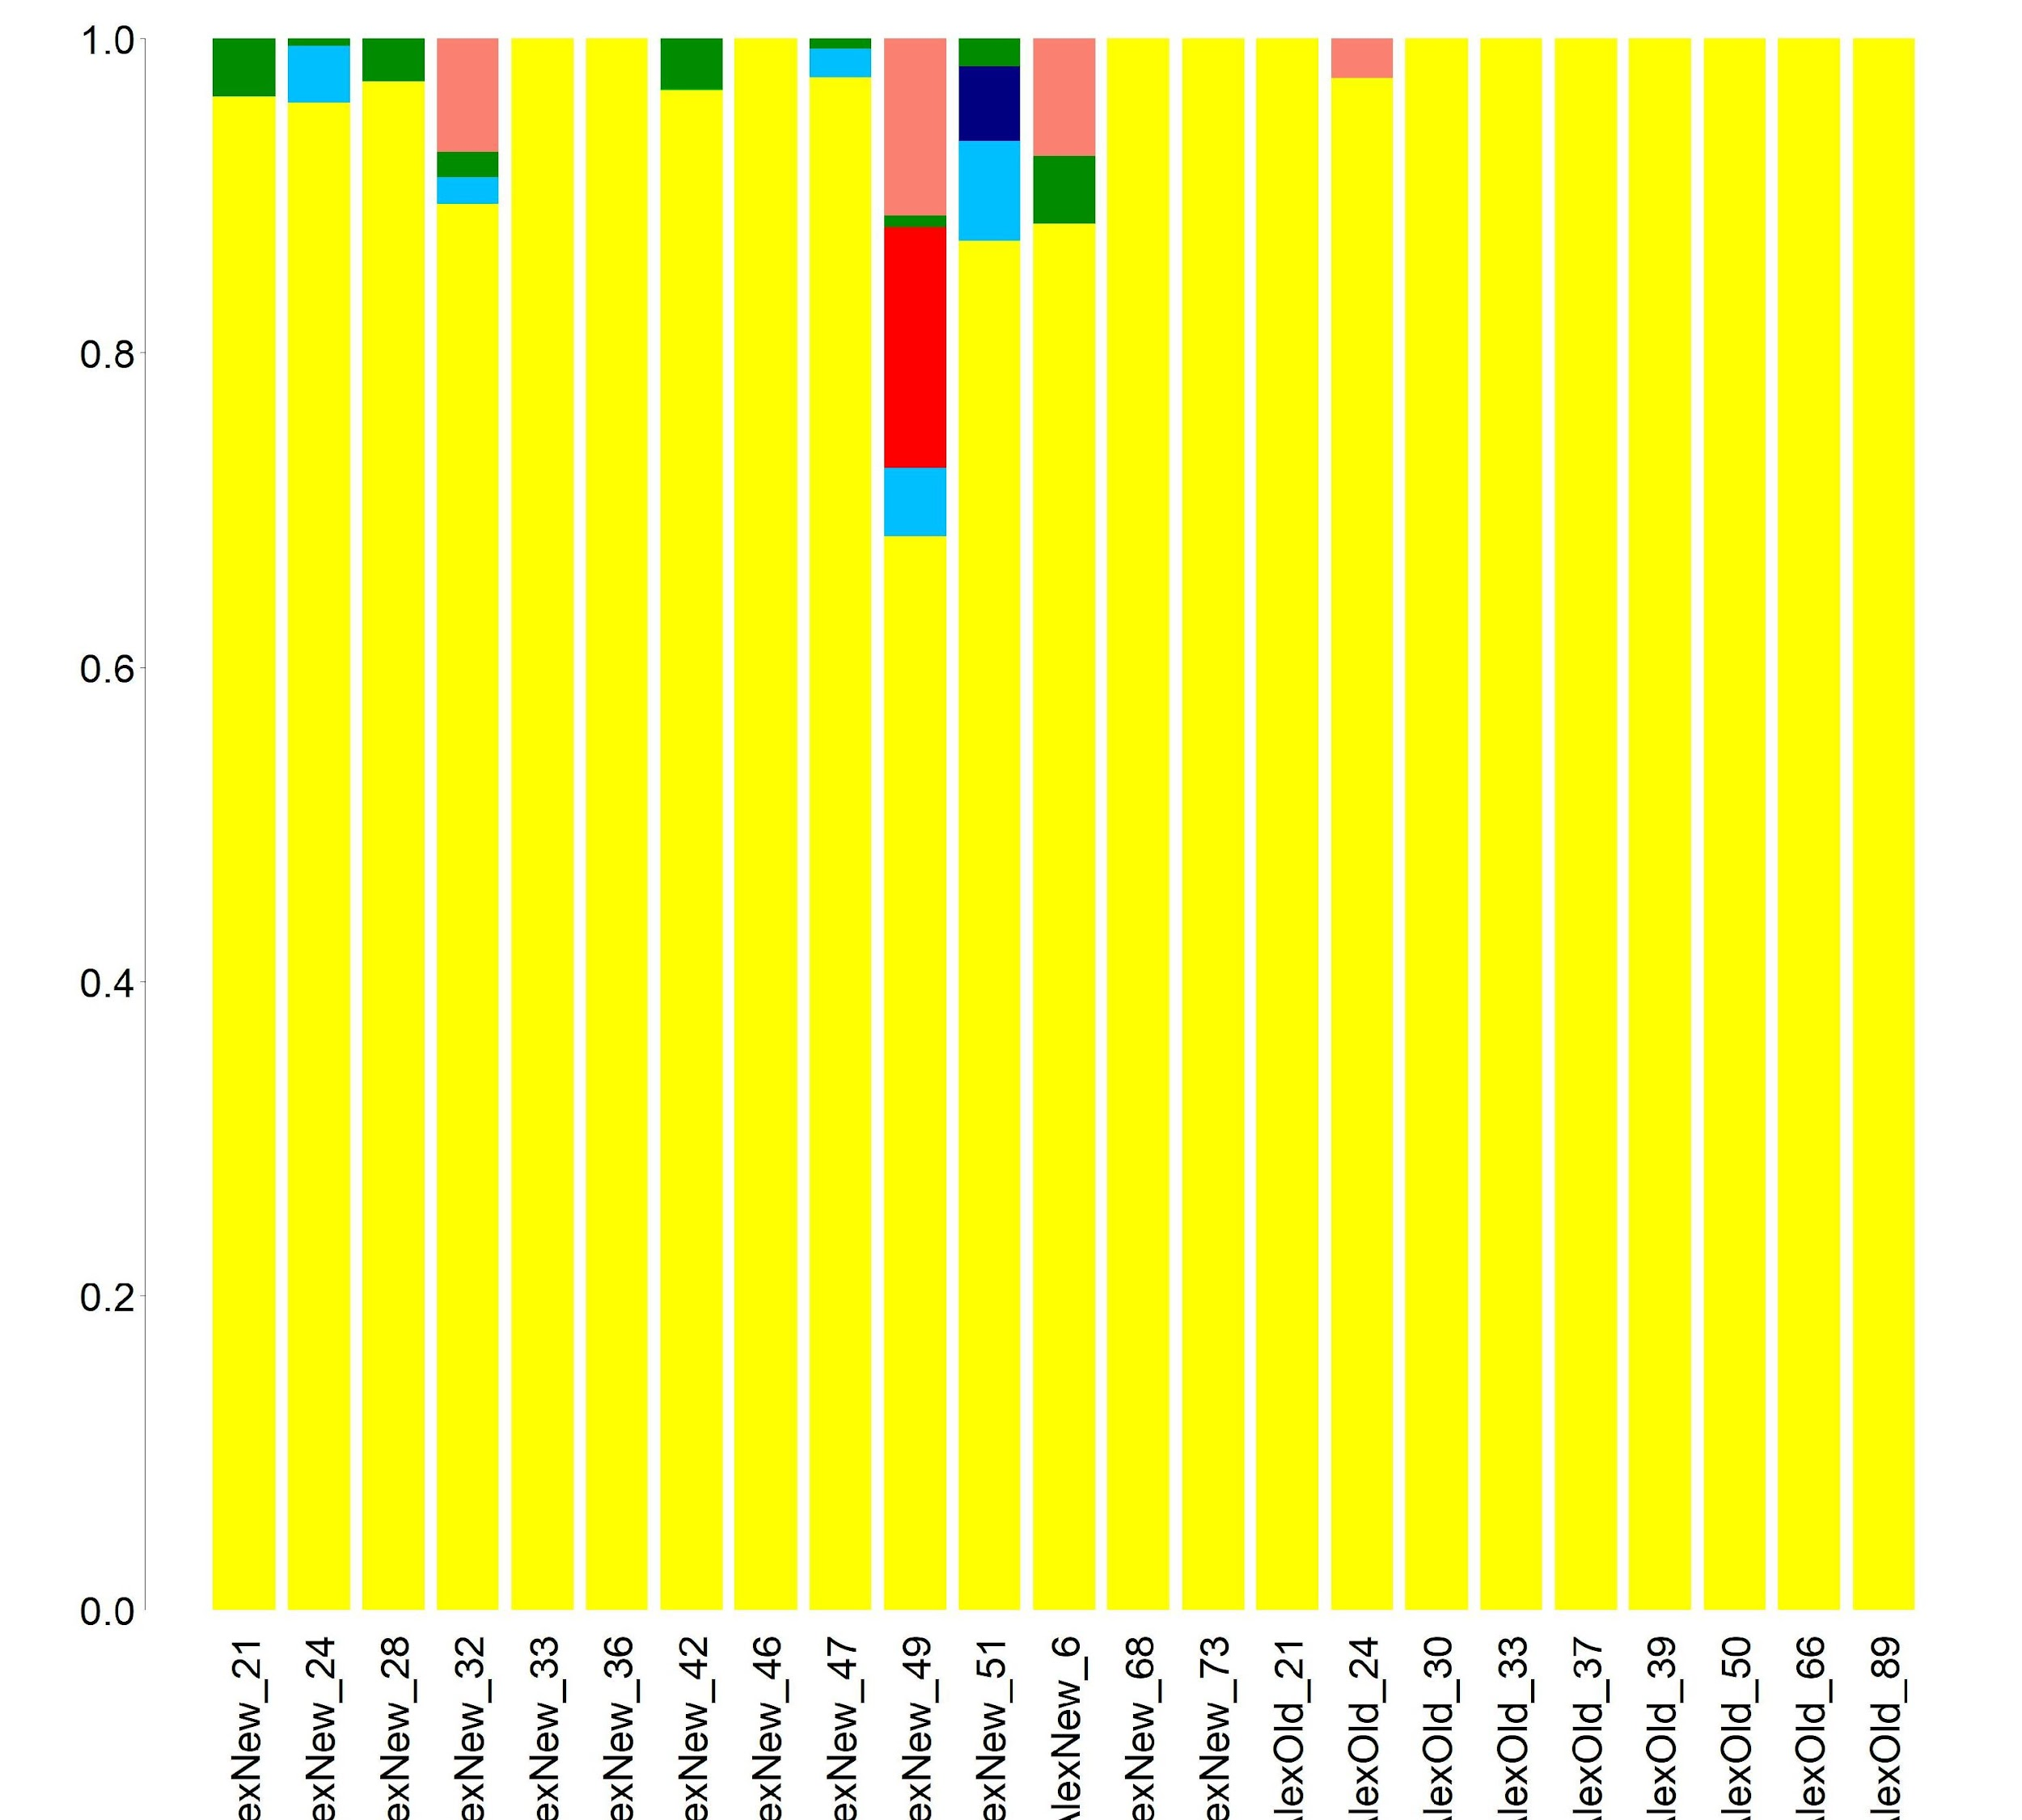 1.0
0.8
0.6
0.4
0.2
0.0
exNew_21
exNew_24
exNew_28
exNew_32
exNew_33
exNew_36
exNew_42
exNew_46
exNew_47
exNew_49
exNew_51
AlexNew_6
exNew_68
exNew_73
lexOld_21
lexOld_24
lexOld_30
lexOld_33
lexOld_37
lexOld_39
lexOld_50
lexOld_66
lexOld_89